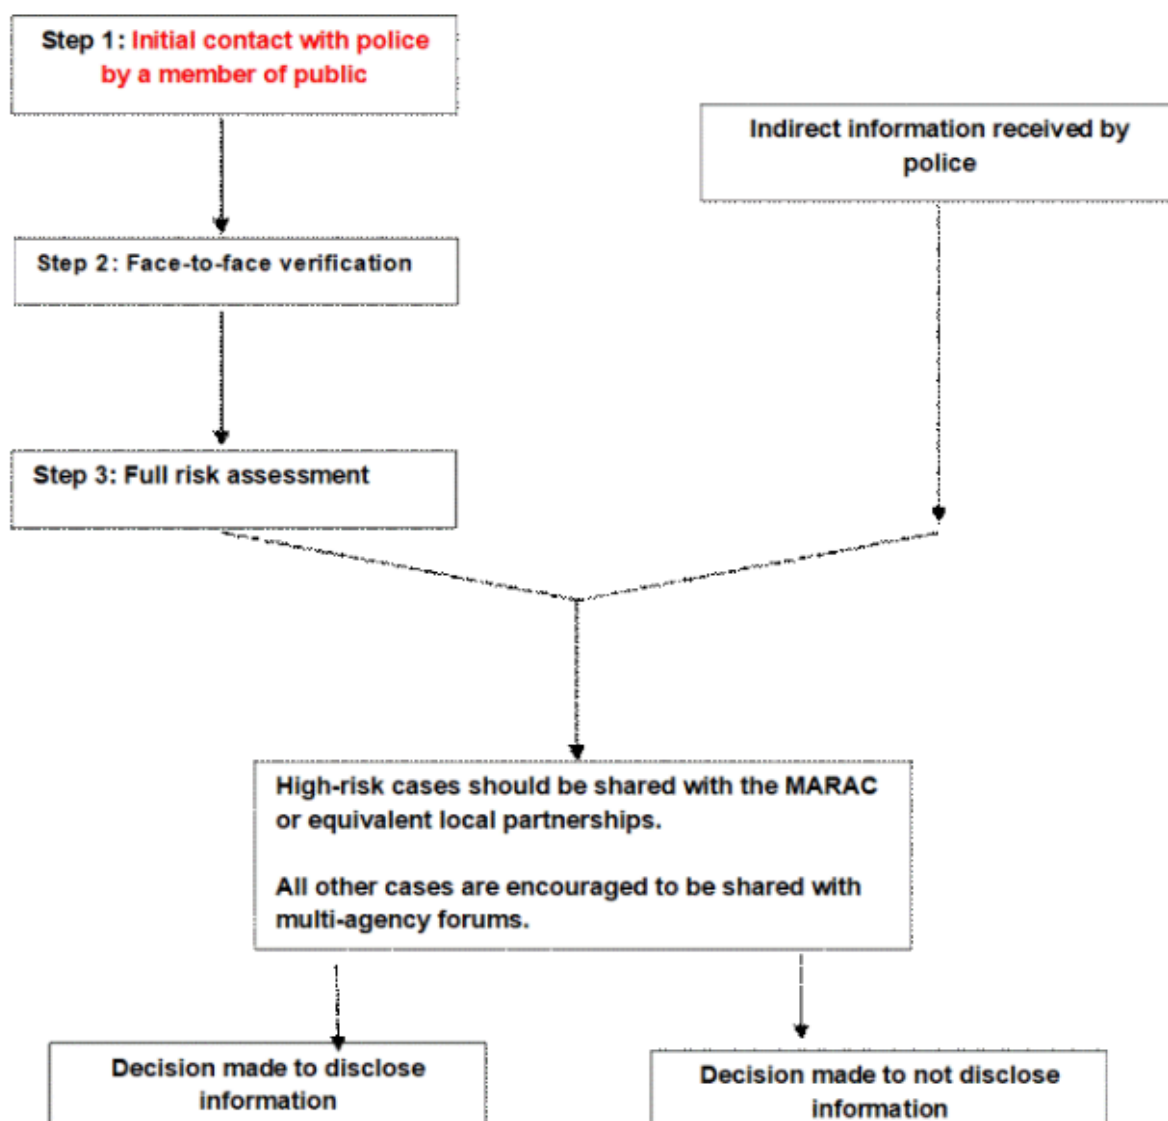 Step 1: Initial contact with police
by a member of public
Indirect information received by
police
Step 2: Face-to-face verification
Step 3: Full risk assessment
High-risk cases should be shared with the MARAC
or equivalent local partnerships.
All other cases are encouraged to be shared with
multi-agency forums.
Decision made to disclose
information
Decision made to not disclose
information